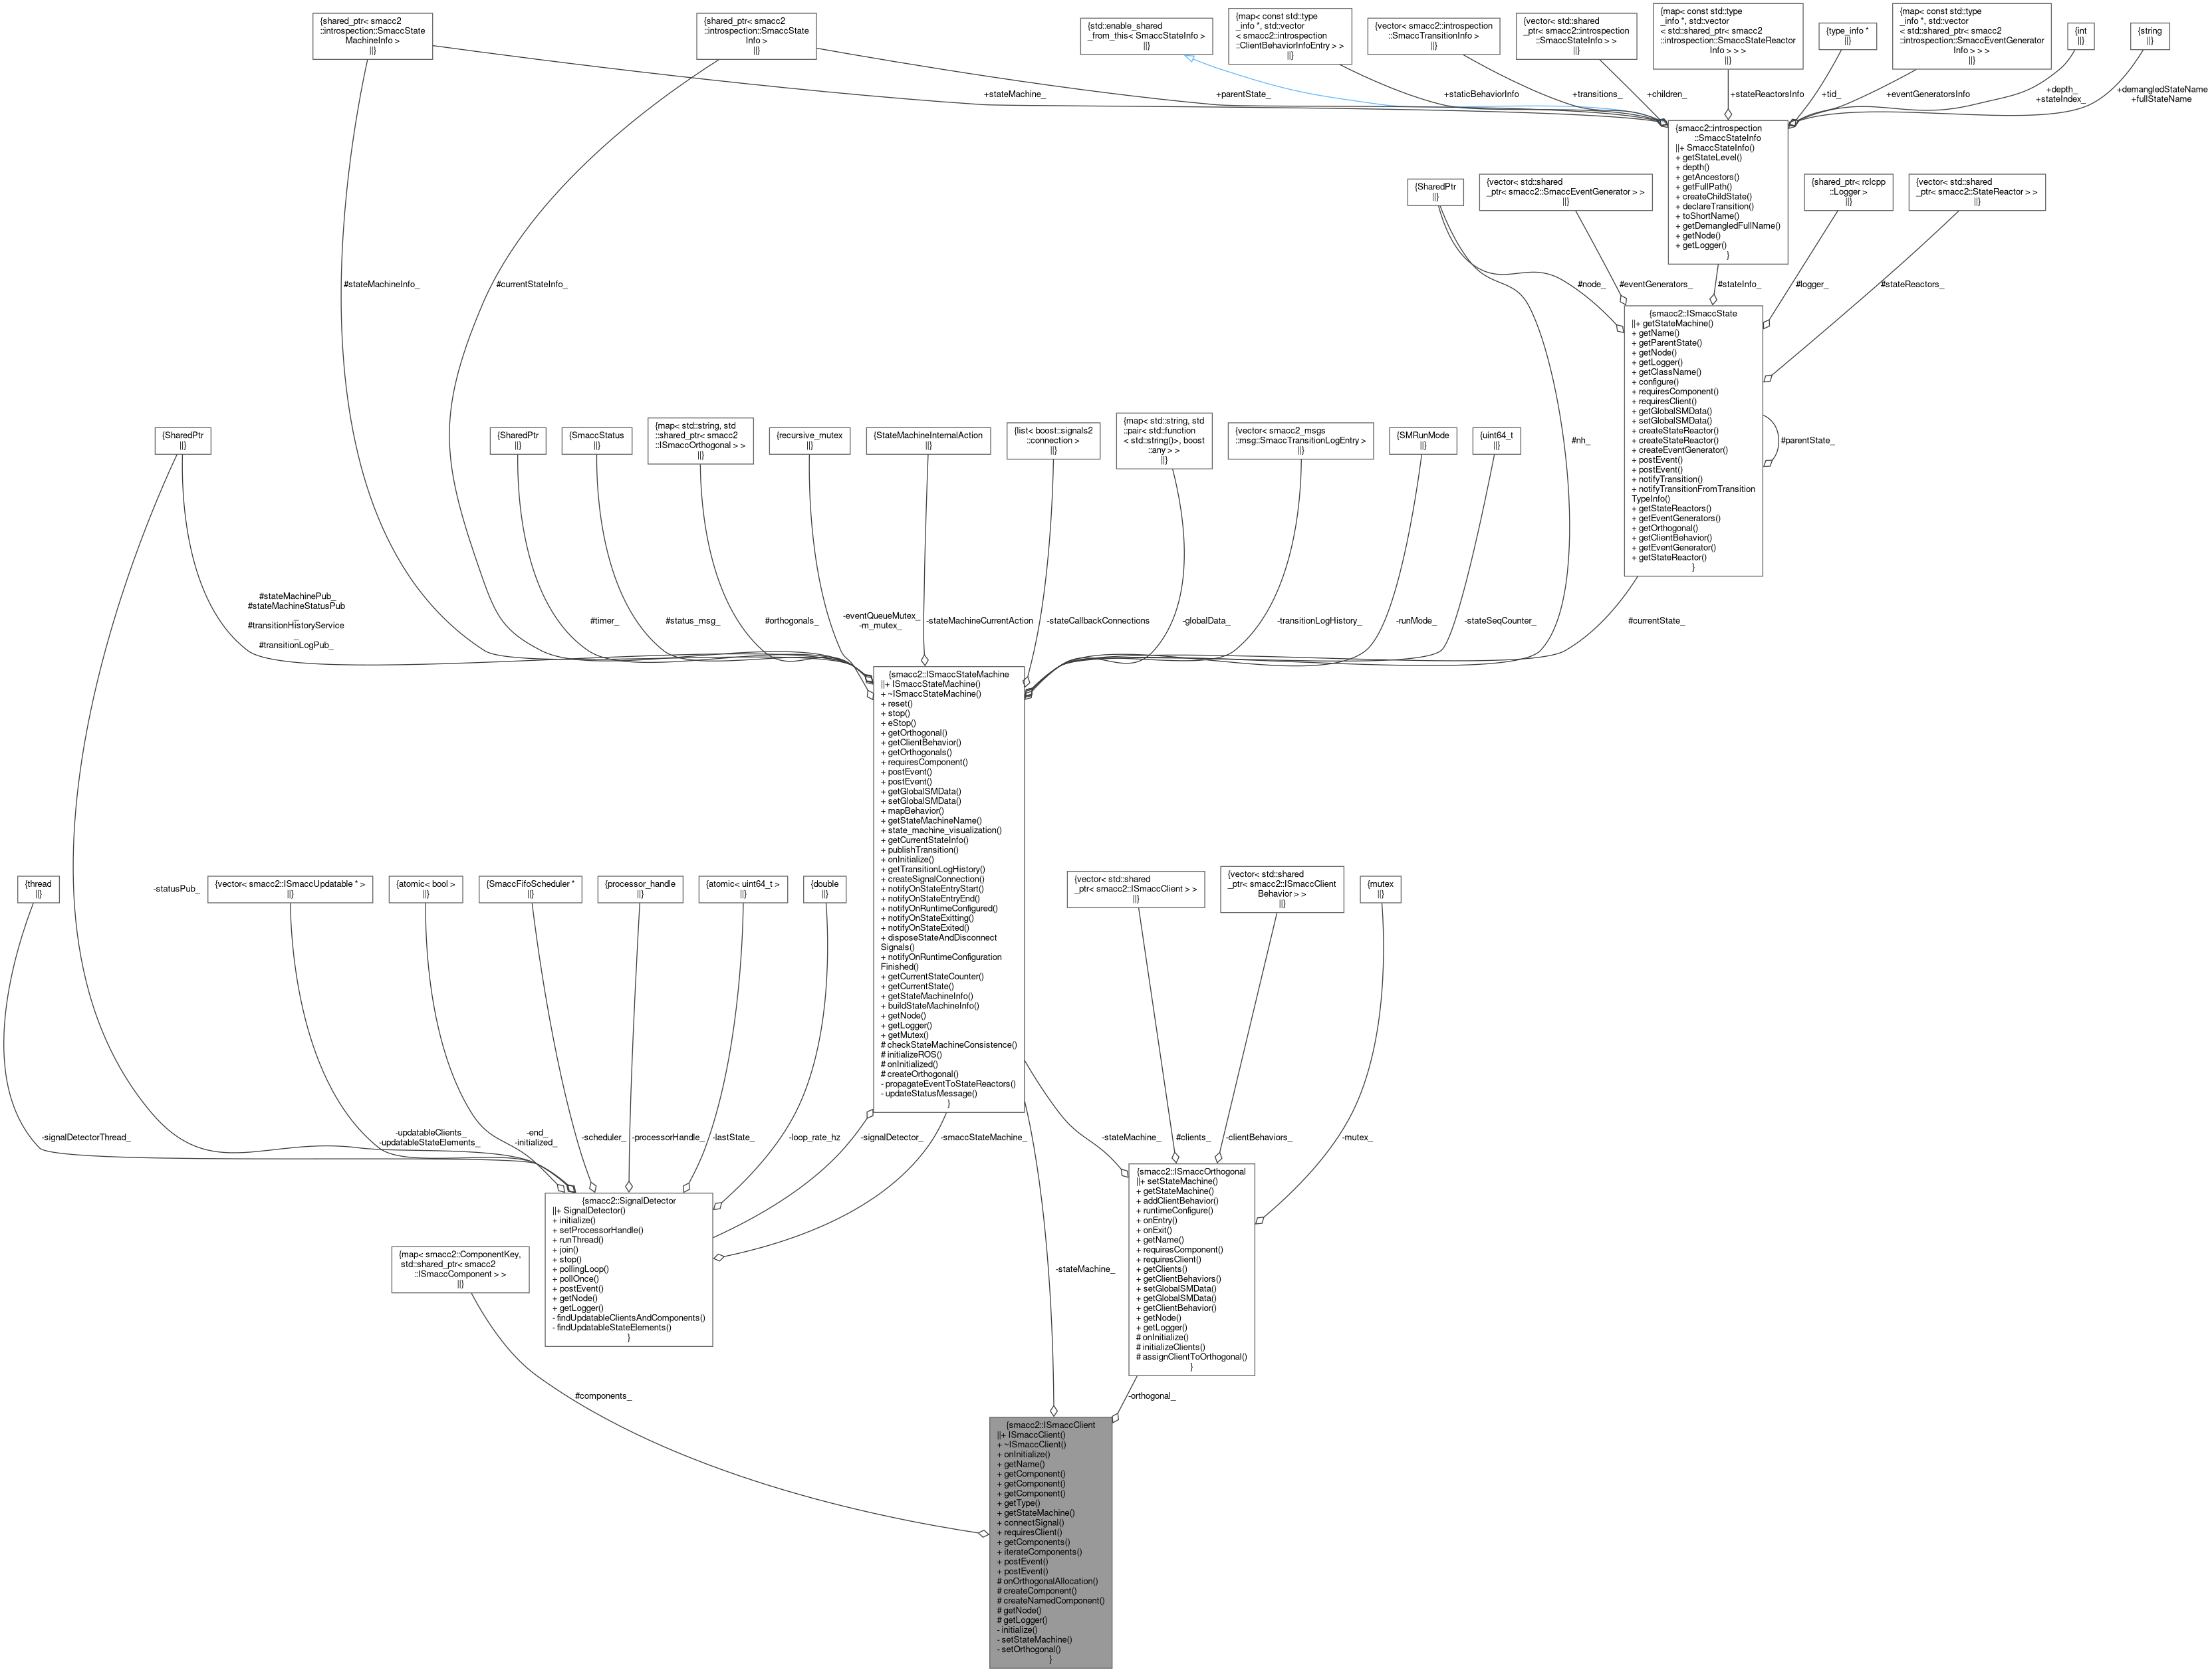 {shared_ptr< smacc2
::introspection::SmaccState
MachineInfo >
||}
{shared_ptr< smacc2
::introspection::SmaccState
Info >
||}
{std::enable_shared
_from_this< SmaccStateInfo >
||}
{map< const std::type
_info *, std::vector
< smacc2::introspection
::ClientBehaviorInfoEntry > >
||}
{vector< smacc2::introspection
::SmaccTransitionInfo >
||}
{vector< std::shared
_ptr< smacc2::introspection
::SmaccStateInfo > >
||}
{map< const std::type
_info *, std::vector
< std::shared_ptr< smacc2
::introspection::SmaccStateReactor
Info > > >
||}
{type_info *
||}
{map< const std::type
_info *, std::vector
< std::shared_ptr< smacc2
::introspection::SmaccEventGenerator
Info > > >
||}
{int
||}
{string
||}
+stateMachine_
+parentState_
+staticBehaviorInfo
+transitions_
+children_
+stateReactorsInfo
+tid_
+eventGeneratorsInfo
+depth_
+stateIndex_
+demangledStateName
+fullStateName
{smacc2::introspection
::SmaccStateInfo
||+ SmaccStateInfo()
+ getStateLevel()
+ depth()
+ getAncestors()
+ getFullPath()
+ createChildState()
+ declareTransition()
+ toShortName()
+ getDemangledFullName()
+ getNode()
+ getLogger()
}
{SharedPtr
||}
{vector< std::shared
_ptr< smacc2::SmaccEventGenerator > >
||}
{shared_ptr< rclcpp
::Logger >
||}
{vector< std::shared
_ptr< smacc2::StateReactor > >
||}
#stateMachineInfo_
#currentStateInfo_
#node_
#eventGenerators_
#stateInfo_
#logger_
#stateReactors_
{smacc2::ISmaccState
||+ getStateMachine()
+ getName()
+ getParentState()
+ getNode()
+ getLogger()
+ getClassName()
+ configure()
+ requiresComponent()
+ requiresClient()
+ getGlobalSMData()
+ setGlobalSMData()
+ createStateReactor()
+ createStateReactor()
+ createEventGenerator()
+ postEvent()
+ postEvent()
+ notifyTransition()
+ notifyTransitionFromTransition
TypeInfo()
+ getStateReactors()
+ getEventGenerators()
+ getOrthogonal()
+ getClientBehavior()
+ getEventGenerator()
+ getStateReactor()
}
#parentState_
#nh_
{SharedPtr
||}
{SharedPtr
||}
{SmaccStatus
||}
{map< std::string, std
::shared_ptr< smacc2
::ISmaccOrthogonal > >
||}
{recursive_mutex
||}
{StateMachineInternalAction
||}
{list< boost::signals2
::connection >
||}
{map< std::string, std
::pair< std::function
< std::string()>, boost
::any > >
||}
{vector< smacc2_msgs
::msg::SmaccTransitionLogEntry >
||}
{SMRunMode
||}
{uint64_t
||}
#stateMachinePub_
#stateMachineStatusPub
_
#transitionHistoryService
_
#transitionLogPub_
#timer_
#status_msg_
#orthogonals_
-eventQueueMutex_
-m_mutex_
-stateMachineCurrentAction
-stateCallbackConnections
-globalData_
-transitionLogHistory_
-runMode_
-stateSeqCounter_
#currentState_
{smacc2::ISmaccStateMachine
||+ ISmaccStateMachine()
+ ~ISmaccStateMachine()
+ reset()
+ stop()
+ eStop()
+ getOrthogonal()
+ getClientBehavior()
+ getOrthogonals()
+ requiresComponent()
+ postEvent()
+ postEvent()
+ getGlobalSMData()
+ setGlobalSMData()
+ mapBehavior()
+ getStateMachineName()
+ state_machine_visualization()
+ getCurrentStateInfo()
+ publishTransition()
+ onInitialize()
+ getTransitionLogHistory()
+ createSignalConnection()
+ notifyOnStateEntryStart()
+ notifyOnStateEntryEnd()
+ notifyOnRuntimeConfigured()
+ notifyOnStateExitting()
+ notifyOnStateExited()
+ disposeStateAndDisconnect
Signals()
+ notifyOnRuntimeConfiguration
Finished()
+ getCurrentStateCounter()
+ getCurrentState()
+ getStateMachineInfo()
+ buildStateMachineInfo()
+ getNode()
+ getLogger()
+ getMutex()
# checkStateMachineConsistence()
# initializeROS()
# onInitialized()
# createOrthogonal()
- propagateEventToStateReactors()
- updateStatusMessage()
}
{thread
||}
-statusPub_
{vector< smacc2::ISmaccUpdatable * >
||}
{atomic< bool >
||}
{SmaccFifoScheduler *
||}
{processor_handle
||}
{atomic< uint64_t >
||}
{double
||}
{vector< std::shared
_ptr< smacc2::ISmaccClient > >
||}
{vector< std::shared
_ptr< smacc2::ISmaccClient
Behavior > >
||}
{mutex
||}
-signalDetectorThread_
-updatableClients_
-updatableStateElements_
-end_
-initialized_
-scheduler_
-processorHandle_
-lastState_
-loop_rate_hz
-signalDetector_
-smaccStateMachine_
-stateMachine_
#clients_
-clientBehaviors_
-mutex_
{smacc2::SignalDetector
||+ SignalDetector()
+ initialize()
+ setProcessorHandle()
+ runThread()
+ join()
+ stop()
+ pollingLoop()
+ pollOnce()
+ postEvent()
+ getNode()
+ getLogger()
- findUpdatableClientsAndComponents()
- findUpdatableStateElements()
}
{smacc2::ISmaccOrthogonal
||+ setStateMachine()
+ getStateMachine()
+ addClientBehavior()
+ runtimeConfigure()
+ onEntry()
+ onExit()
+ getName()
+ requiresComponent()
+ requiresClient()
+ getClients()
+ getClientBehaviors()
+ setGlobalSMData()
+ getGlobalSMData()
+ getClientBehavior()
+ getNode()
+ getLogger()
# onInitialize()
# initializeClients()
# assignClientToOrthogonal()
}
{map< smacc2::ComponentKey,
std::shared_ptr< smacc2
::ISmaccComponent > >
||}
-stateMachine_
#components_
-orthogonal_
{smacc2::ISmaccClient
||+ ISmaccClient()
+ ~ISmaccClient()
+ onInitialize()
+ getName()
+ getComponent()
+ getComponent()
+ getComponent()
+ getType()
+ getStateMachine()
+ connectSignal()
+ requiresClient()
+ getComponents()
+ iterateComponents()
+ postEvent()
+ postEvent()
# onOrthogonalAllocation()
# createComponent()
# createNamedComponent()
# getNode()
# getLogger()
- initialize()
- setStateMachine()
- setOrthogonal()
}